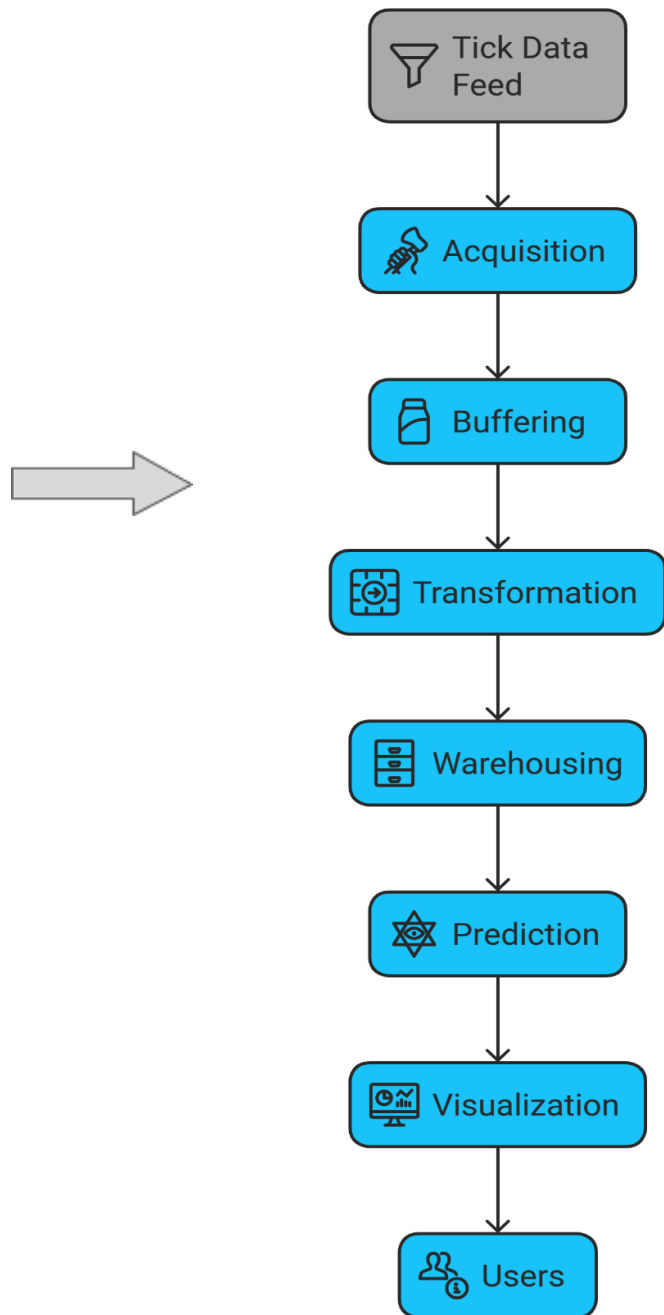 Tick Data
Feed
Acquisition
Buffering
Transformation
Warehousing
Prediction
Visualization
Users